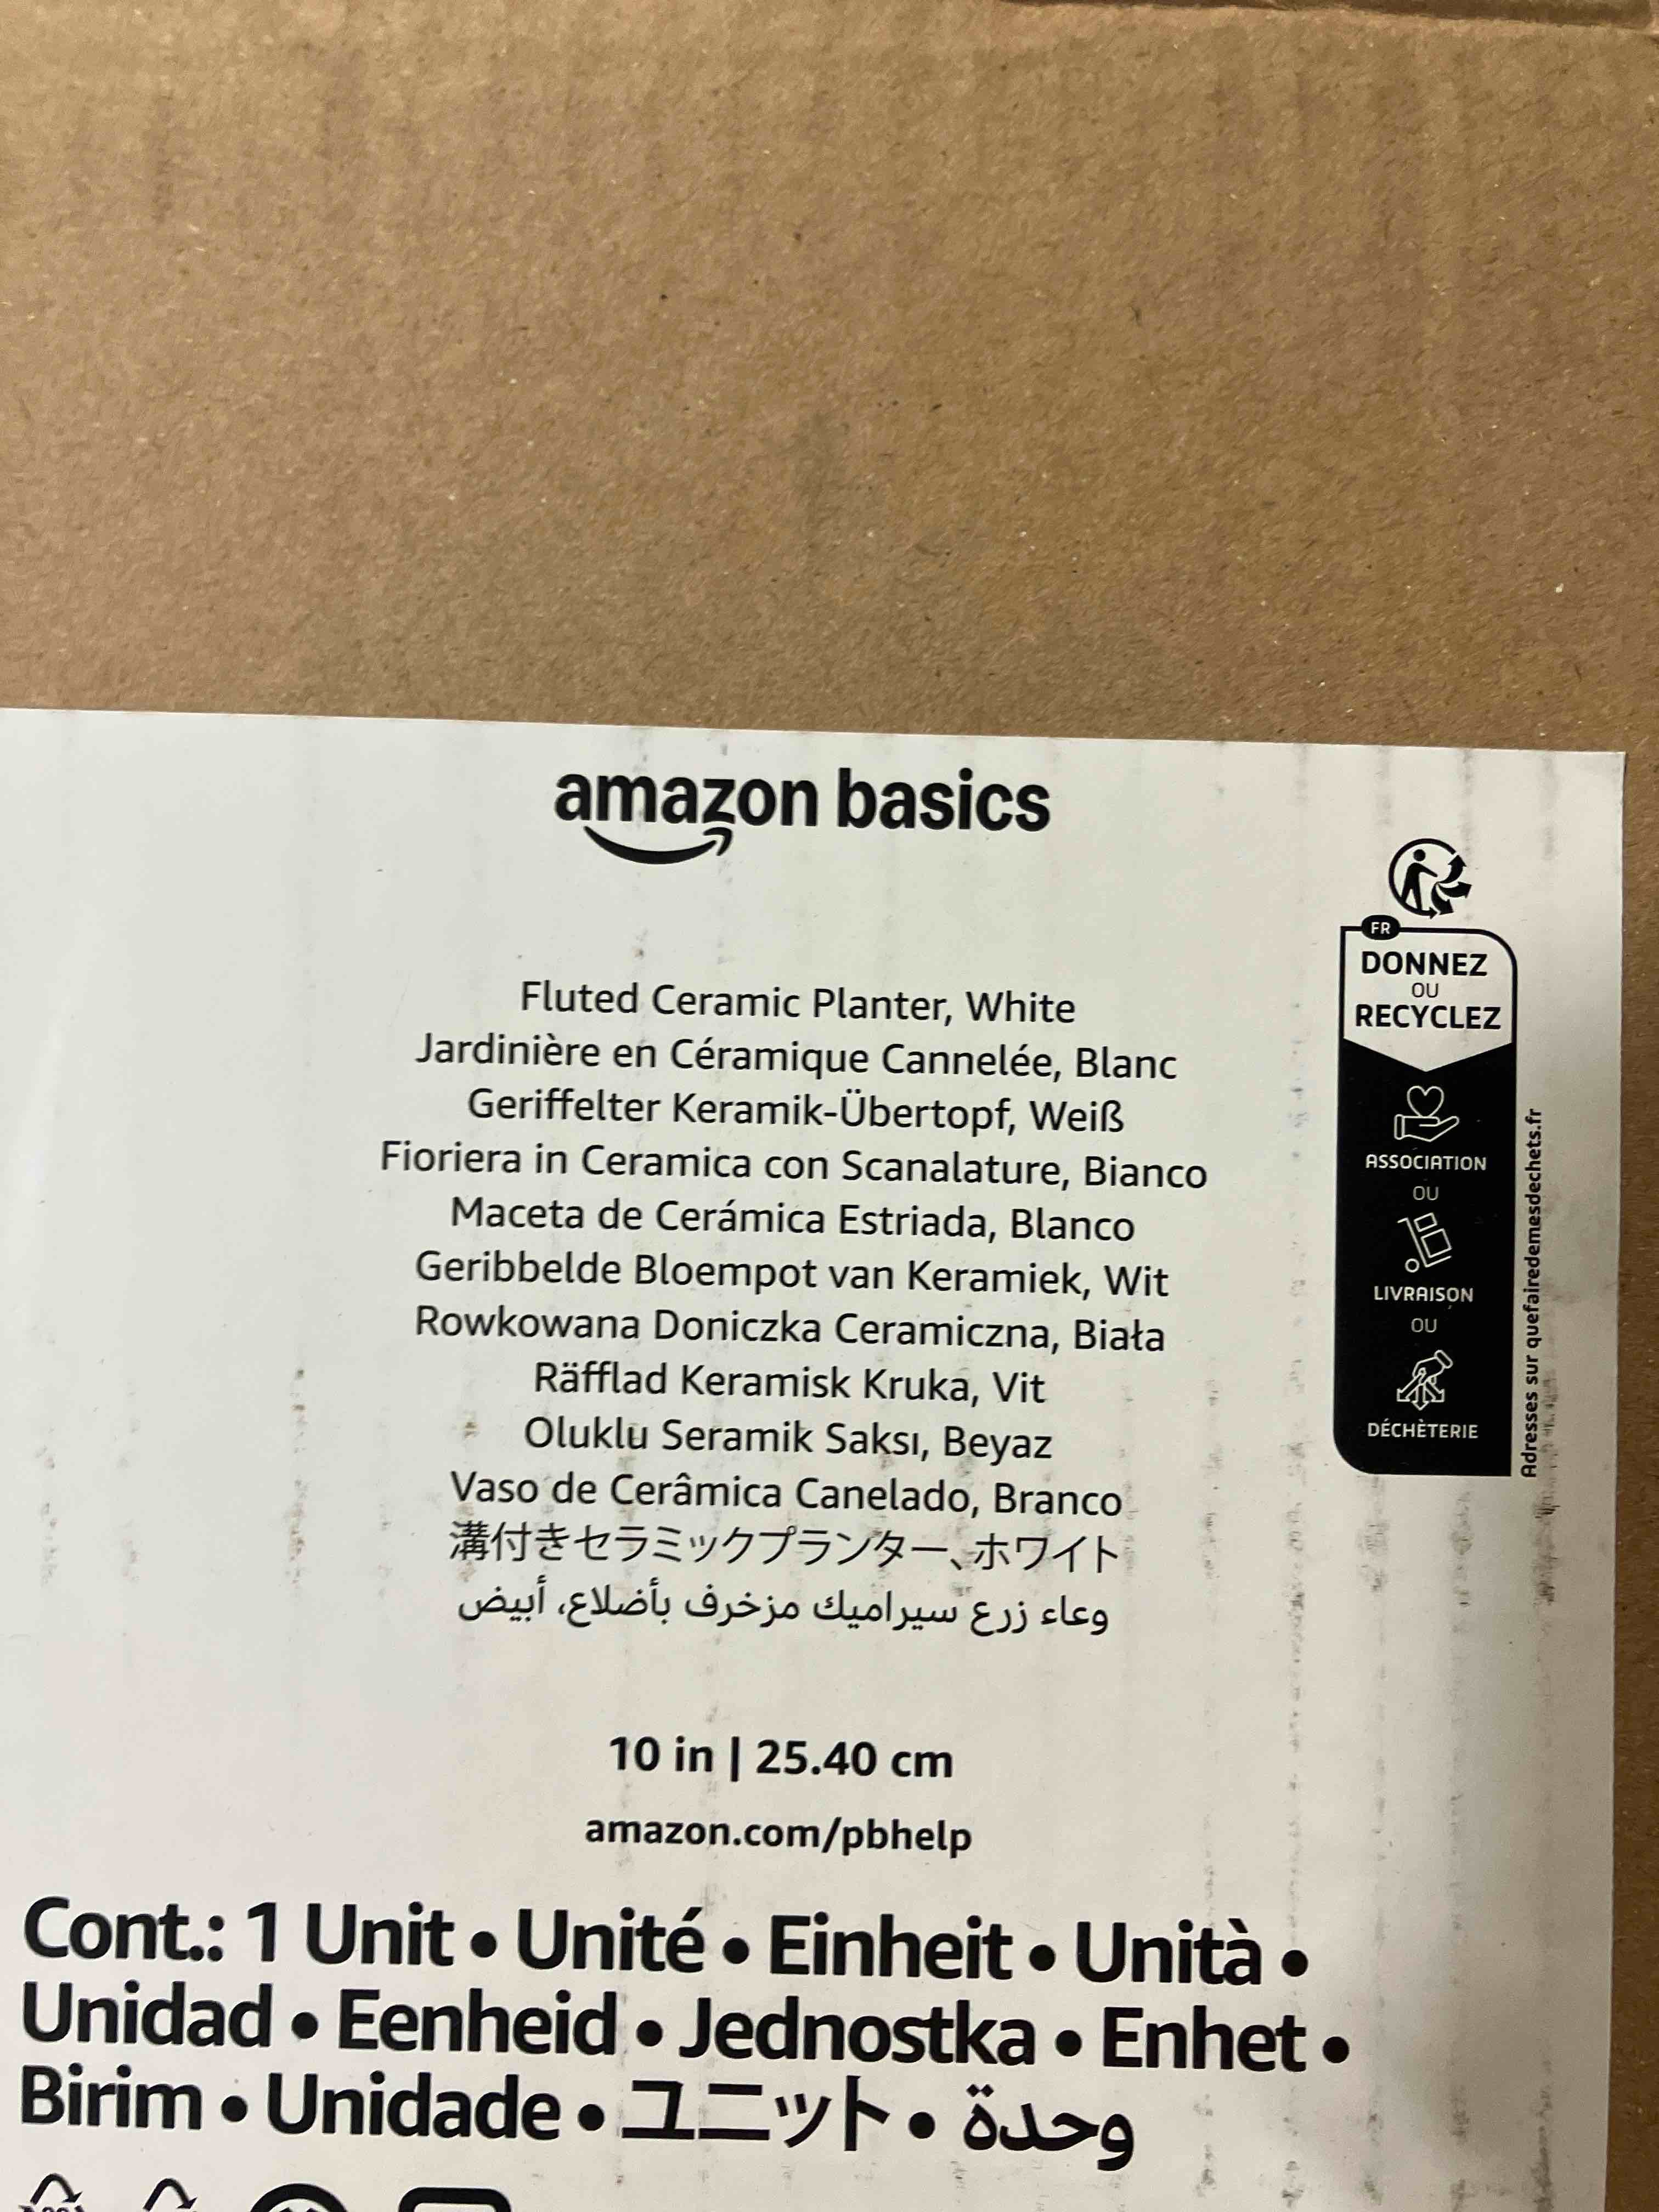 amazon basics
Fluted Ceramic Planter, White
Jardinière en Céramique Cannelée, Blanc
Geriffelter Keramik-Übertopf, Weiß
Fioriera in Ceramica con Scanalature, Bianco
Maceta de Cerámica Estriada, Blanco
Geribbelde Bloempot van Keramiek, Wit
Rowkowana Doniczka Ceramiczna, Biała
Räfflad Keramisk Kruka, Vit
Oluklu Seramik Saksı, Beyaz
Vaso de Cerâmica Canelado, Branco
溝付きセラミックプランター、ホワイト
وعاء زرع سيراميك مزخرف بأضلاع، أبيض
10 in | 25.40 cm
amazon.com/pbhelp
Cont.: 1 Unit • Unité • Einheit • Unità •
Unidad • Eenheid • Jednostka • Enhet •
Birim • Unidade • ユニット • وحدة
FR
DONNEZ
OU
RECYCLEZ
ASSOCIATION
OU
LIVRAISON
OU
DÉCHÈTERIE
Adresses sur quefairedemesdechets.fr